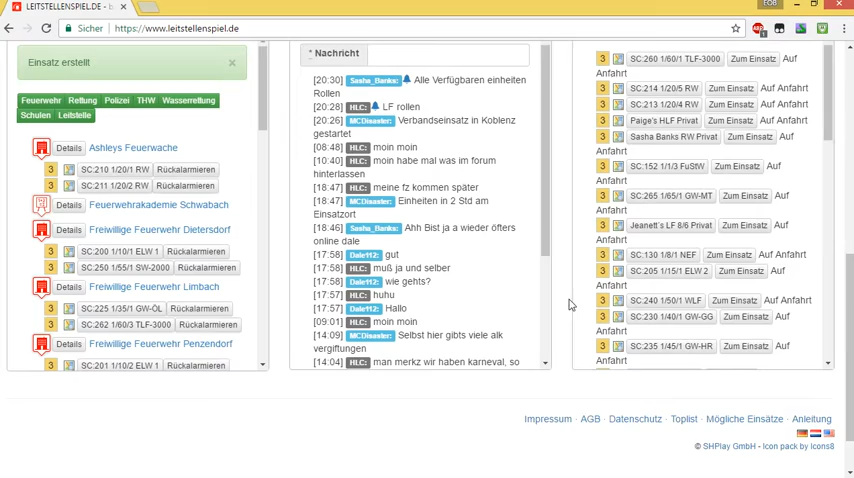 LEITSTELLENSPIEL.DE - b
EOB
Sicher https://www.leitstellenspiel.de
Einsatz erstellt
Feuerwehr Rettung Polizei THW Wasserrettung
Schulen Leitstelle
Details Ashleys Feuerwache
3 SC:210 1/20/1 RW Rückalarmieren
3 SC:211 1/20/2 RW Rückalarmieren
Details Feuerwehrakademie Schwabach
Details Freiwillige Feuerwehr Dietersdorf
3 SC:200 1/10/1 ELW 1 Rückalarmieren
3 SC:250 1/55/1 SW-2000 Rückalarmieren
Details Freiwillige Feuerwehr Limbach
3 SC:225 1/35/1 GW-ÖL Rückalarmieren
3 SC:262 1/60/3 TLF-3000 Rückalarmieren
Details Freiwillige Feuerwehr Penzendorf
3 SC:201 1/10/2 ELW 1 Rückalarmieren
* Nachricht
[20:30] Sasha_Banks: Alle Verfügbaren einheiten
Rollen
[20:28] HLC: LF rollen
[20:26] MCDisaster: Verbandseinsatz in Koblenz
gestartet
[08:48] HLC: moin moin
[10:40] HLC: moin habe mal was im forum
hinterlassen
[18:47] HLC: meine fz kommen später
[18:47] MCDisaster: Einheiten in 2 Std am
Einsatzort
[18:46] Sasha_Banks: Ahh Bist ja a wieder öfters
online dale
[17:58] Dale112: gut
[17:58] HLC: muß ja und selber
[17:58] Dale112: wie gehts?
[17:57] HLC: huhu
[17:57] Dale112: Hallo
[09:01] HLC: moin moin
[14:09] MCDisaster: Selbst hier gibts viele alk
vergiftungen
[14:04] HLC: man merkz wir haben karneval, so
3 SC:260 1/60/1 TLF-3000 Zum Einsatz Auf
Anfahrt
3 SC:214 1/20/5 RW Zum Einsatz Auf Anfahrt
3 SC:213 1/20/4 RW Zum Einsatz Auf Anfahrt
3 Paige's HLF Privat Zum Einsatz Auf Anfahrt
3 Sasha Banks RW Privat Zum Einsatz Auf
Anfahrt
3 SC:152 1/1/3 FuStW Zum Einsatz Auf
Anfahrt
3 SC:265 1/65/1 GW-MT Zum Einsatz Auf
Anfahrt
3 Jeanett´s LF 8/6 Privat Zum Einsatz Auf
Anfahrt
3 SC:130 1/8/1 NEF Zum Einsatz Auf Anfahrt
3 SC:205 1/15/1 ELW 2 Zum Einsatz Auf
Anfahrt
3 SC:240 1/50/1 WLF Zum Einsatz Auf Anfahrt
3 SC:230 1/40/1 GW-GG Zum Einsatz Auf
Anfahrt
3 SC:235 1/45/1 GW-HR Zum Einsatz Auf
Anfahrt
Impressum · AGB · Datenschutz · Toplist · Mögliche Einsätze · Anleitung
© SHPlay GmbH - Icon pack by Icons8